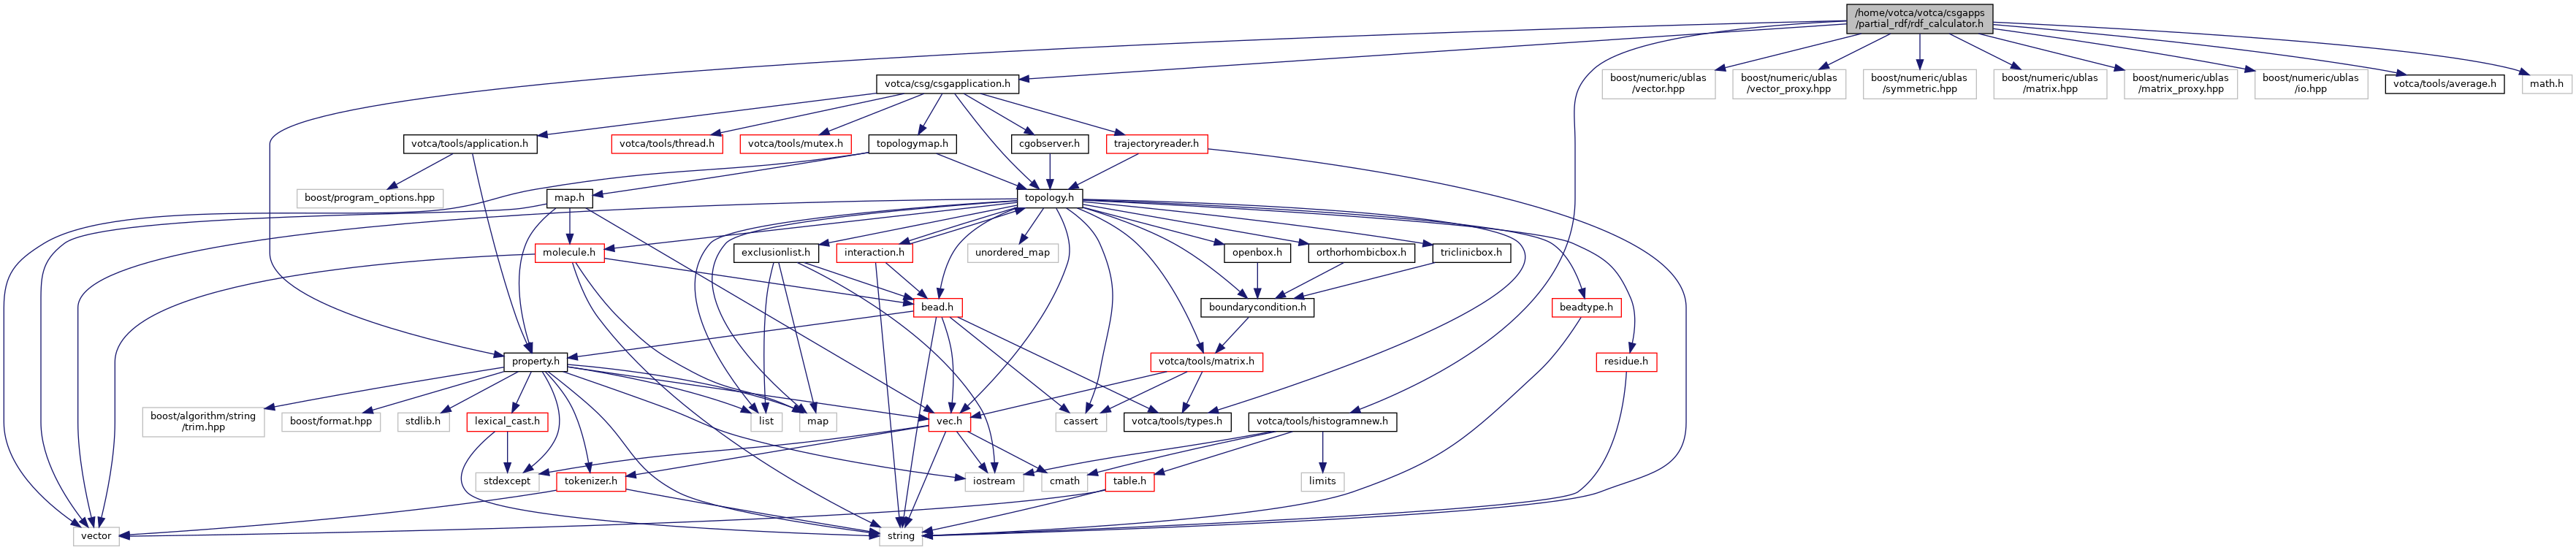 /home/votca/votca/csgapps
/partial_rdf/rdf_calculator.h
votca/csg/csgapplication.h
boost/numeric/ublas
/vector.hpp
boost/numeric/ublas
/vector_proxy.hpp
boost/numeric/ublas
/symmetric.hpp
boost/numeric/ublas
/matrix.hpp
boost/numeric/ublas
/matrix_proxy.hpp
boost/numeric/ublas
/io.hpp
votca/tools/average.h
math.h
votca/tools/application.h
votca/tools/thread.h
votca/tools/mutex.h
topologymap.h
cgobserver.h
trajectoryreader.h
boost/program_options.hpp
map.h
topology.h
molecule.h
exclusionlist.h
interaction.h
unordered_map
openbox.h
orthorhombicbox.h
triclinicbox.h
bead.h
boundarycondition.h
beadtype.h
property.h
votca/tools/matrix.h
residue.h
boost/algorithm/string
/trim.hpp
boost/format.hpp
stdlib.h
lexical_cast.h
list
map
vec.h
cassert
votca/tools/types.h
votca/tools/histogramnew.h
stdexcept
tokenizer.h
iostream
cmath
table.h
limits
vector
string